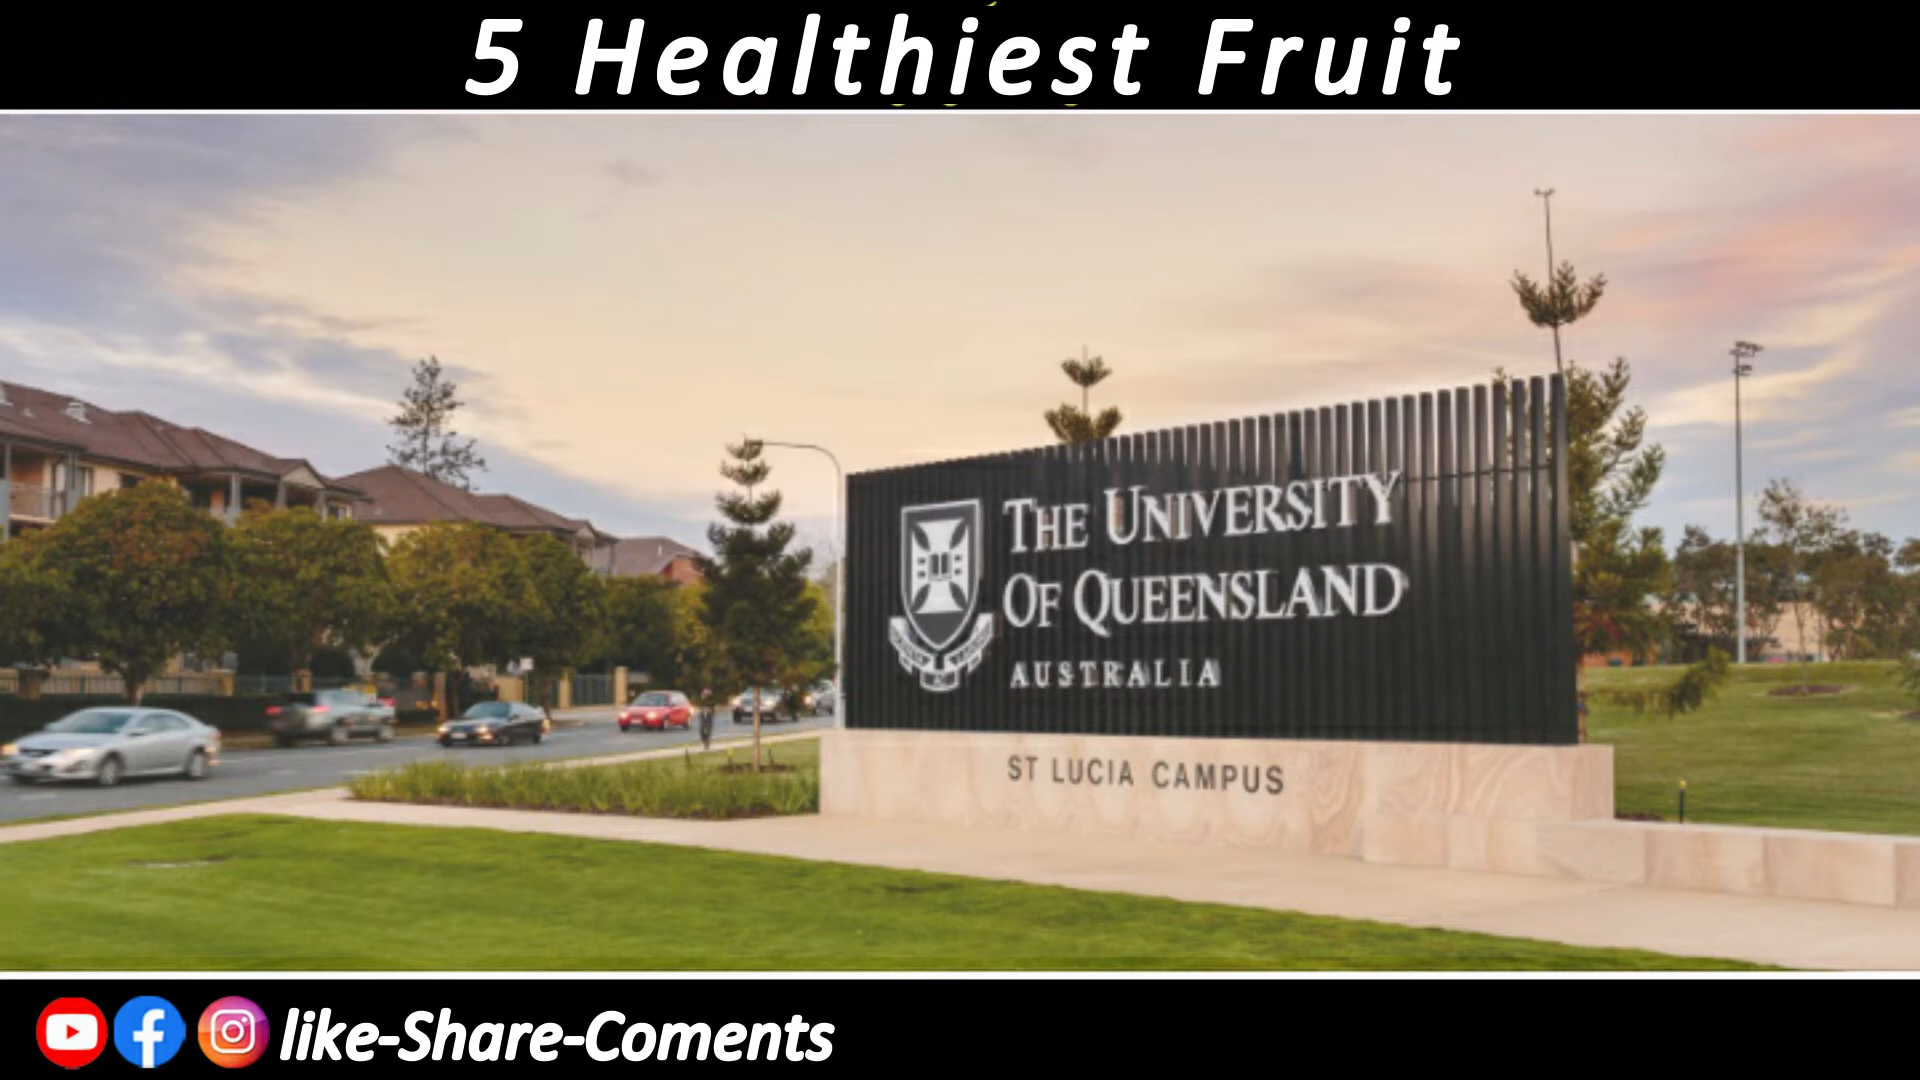 5 Healthiest Fruit
THE UNIVERSITY
OF QUEENSLAND
AUSTRALIA
ST LUCIA CAMPUS
like-Share-Coments